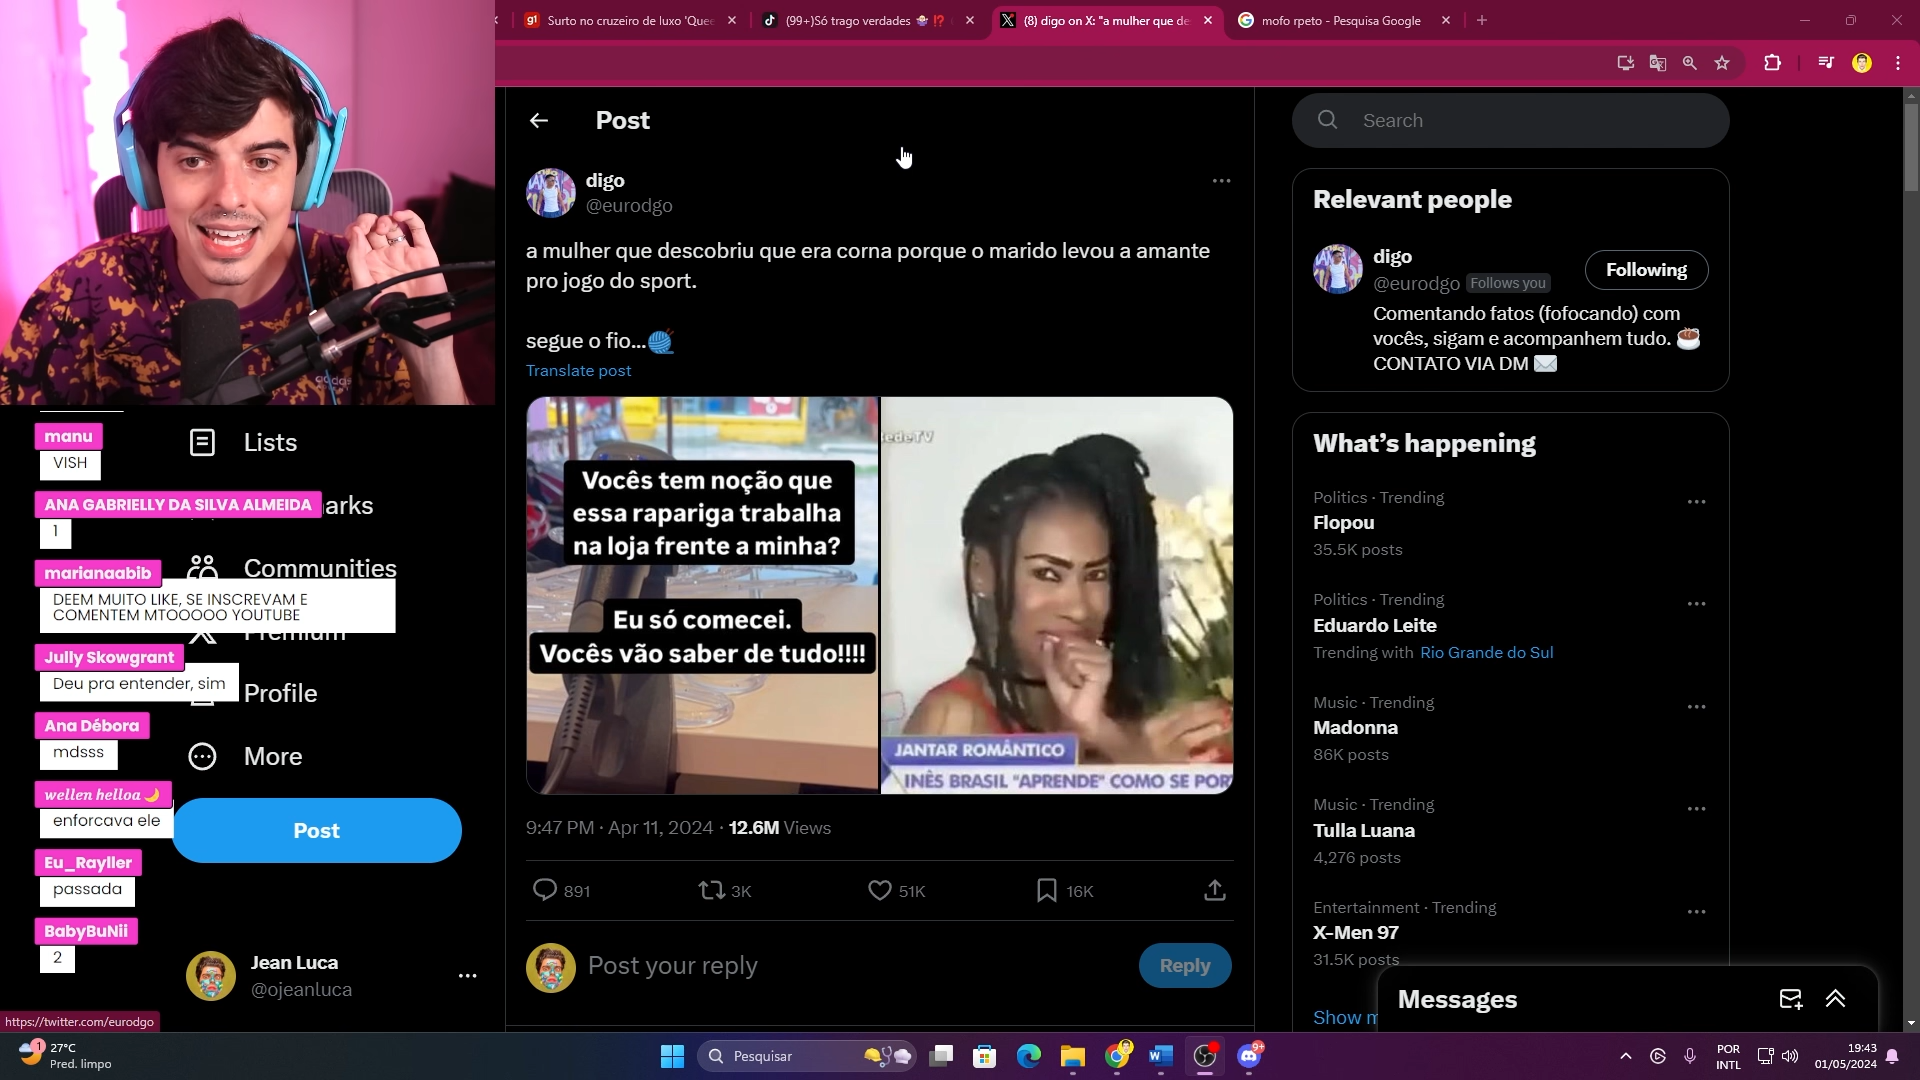 Surto no cruzeiro de luxo 'Quee
(99+)Só trago verdades
(8) digo on X: "a mulher que de
mofo rpeto - Pesquisa Google
Post
digo
@eurodgo
a mulher que descobriu que era corna porque o marido levou a amante
pro jogo do sport.
segue o fio...
Translate post
RedeTV
Vocês tem noção que
essa rapariga trabalha
na loja frente a minha?
Eu só comecei.
Vocês vão saber de tudo!!!!
JANTAR ROMÂNTICO
INÊS BRASIL "APRENDE" COMO SE POR
9:47 PM · Apr 11, 2024 · 12.6M Views
891
3K
51K
16K
Post your reply
Reply
Search
Relevant people
digo
@eurodgo Follows you
Following
Comentando fatos (fofocando) com
vocês, sigam e acompanhem tudo.
CONTATO VIA DM
What's happening
Politics · Trending
Flopou
35.5K posts
Politics · Trending
Eduardo Leite
Trending with Rio Grande do Sul
Music · Trending
Madonna
86K posts
Music · Trending
Tulla Luana
4,276 posts
Entertainment · Trending
X-Men 97
31.5K posts
Show m
Messages
manu
VISH
Lists
ANA GABRIELLY DA SILVA ALMEIDA
arks
1
marianaabib
Communities
DEEM MUITO LIKE, SE INSCREVAM E
COMENTEM MTOOOOO YOUTUBE
Premium
Jully Skowgrant
Deu pra entender, sim
Profile
Ana Débora
mdsss
More
wellen helloa
enforcava ele
Post
Eu_Rayller
passada
BabyBuNii
2
Jean Luca
@ojeanluca
https://twitter.com/eurodgo
1
27°C
Pred. limpo
Pesquisar
9+
POR
INTL
19:43
01/05/2024